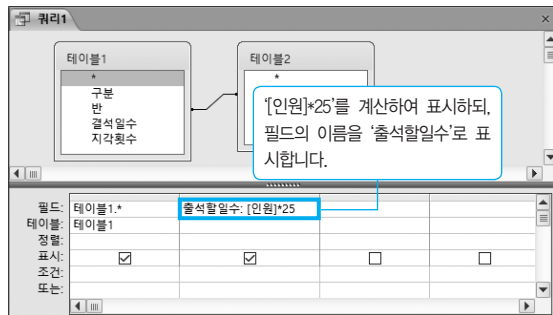 쿼리1
테이블1
*
구분
반
결석일수
지각횟수
테이블2
*
'[인원]*25'를 계산하여 표시하되,
필드의 이름을 '출석할일수'로 표
시합니다.
필드: 테이블1.* 출석할일수: [인원]*25
테이블: 테이블1
정렬:
표시:
조건:
또는: